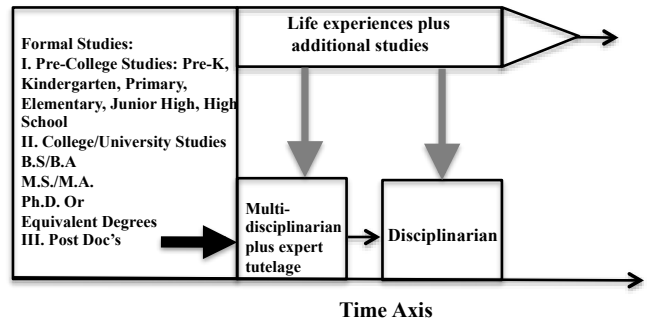 Formal Studies:
I. Pre-College Studies: Pre-K,
Kindergarten, Primary,
Elementary, Junior High, High
School
II. College/University Studies
B.S/B.A
M.S./M.A.
Ph.D. Or
Equivalent Degrees
III. Post Doc's
Life experiences plus
additional studies
Multi-
disciplinarian
plus expert
tutelage
Disciplinarian
Time Axis